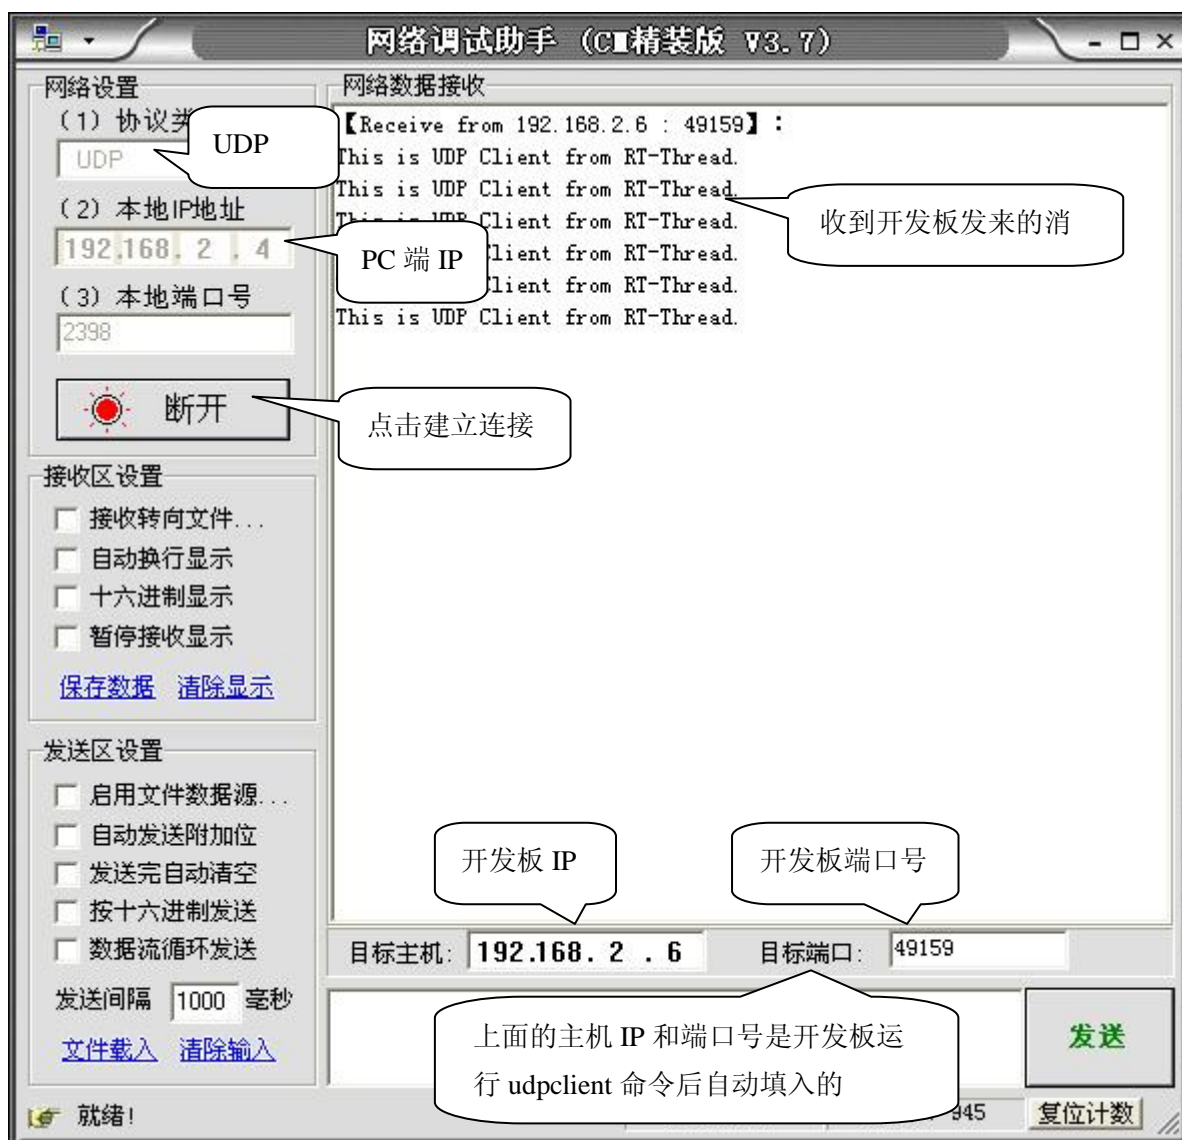 网络调试助手 (CⅢ精装版 V3.7)
网络设置
(1) 协议类
UDP
UDP
(2) 本地IP地址
192.168. 2 . 4
PC 端 IP
(3) 本地端口号
2398
断开
点击建立连接
接收区设置
接收转向文件...
自动换行显示
十六进制显示
暂停接收显示
保存数据 清除显示
发送区设置
启用文件数据源...
自动发送附加位
发送完自动清空
按十六进制发送
数据流循环发送
发送间隔 1000 毫秒
文件载入 清除输入
就绪!
网络数据接收
【Receive from 192.168.2.6 : 49159】:
This is UDP Client from RT-Thread.
This is UDP Client from RT-Thread.
This is UDP Client from RT-Thread.
Client from RT-Thread.
Client from RT-Thread.
This is UDP Client from RT-Thread.
收到开发板发来的消
开发板 IP
开发板端口号
目标主机: 192.168. 2 . 6 目标端口: 49159
上面的主机 IP 和端口号是开发板运
行 udpclient 命令后自动填入的
发送
945 复位计数